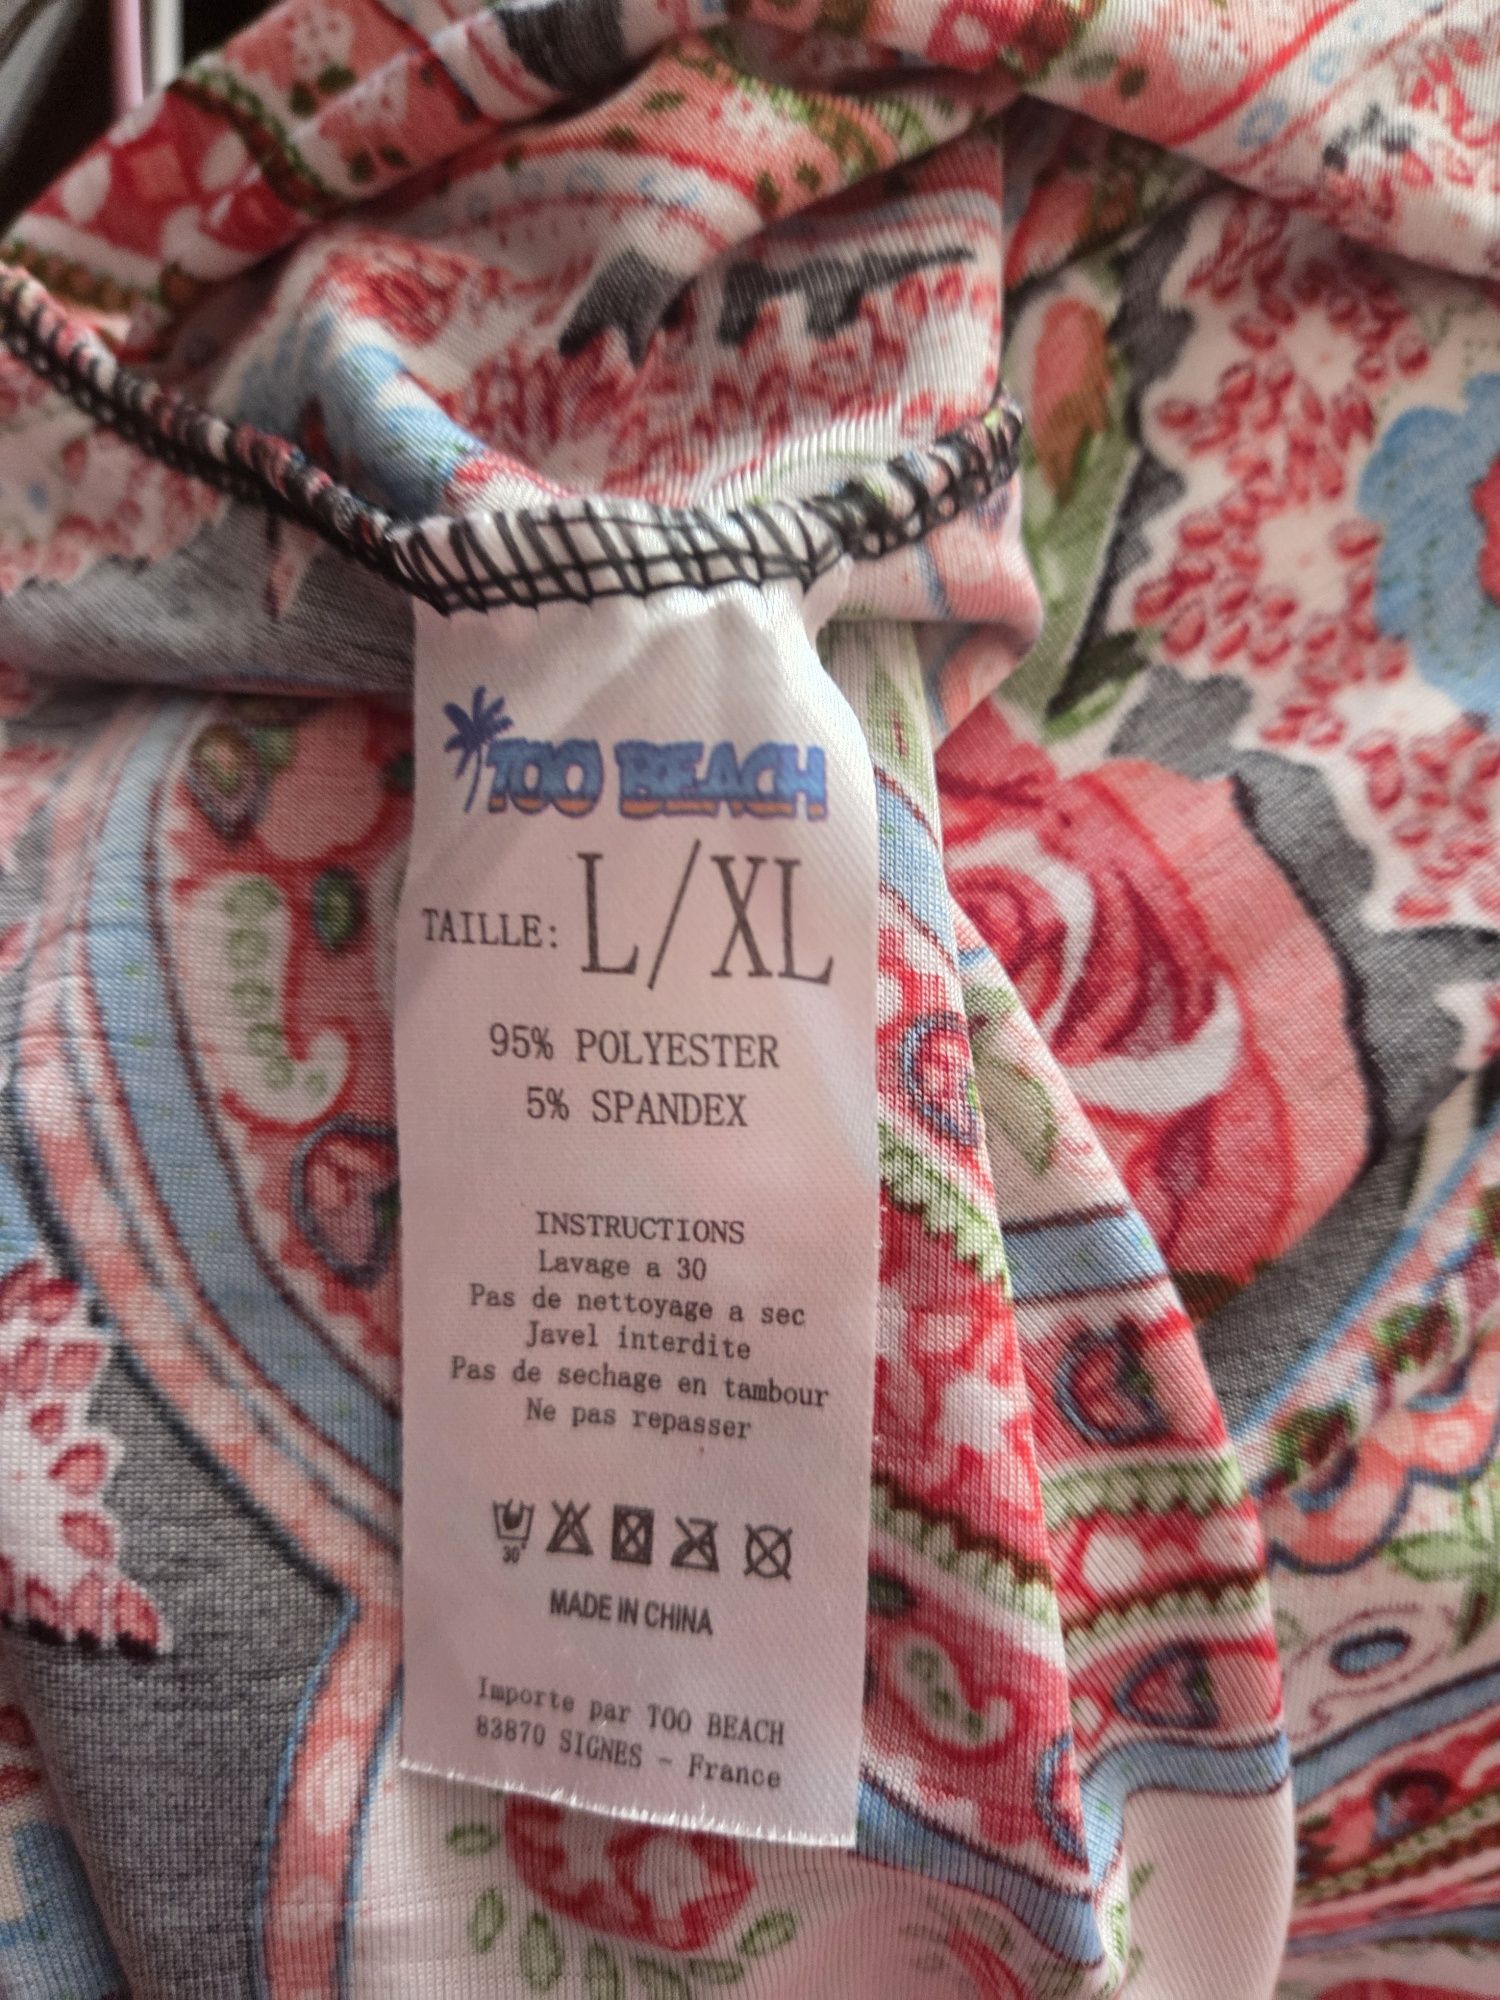 TOO BEACH
TAILLE: L/XL
95% POLYESTER
5% SPANDEX
INSTRUCTIONS
Lavage a 30
Pas de nettoyage a sec
Javel interdite
Pas de sechage en tambour
Ne pas repasser
30°
MADE IN CHINA
Importe par TOO BEACH
83870 SIGNES - France